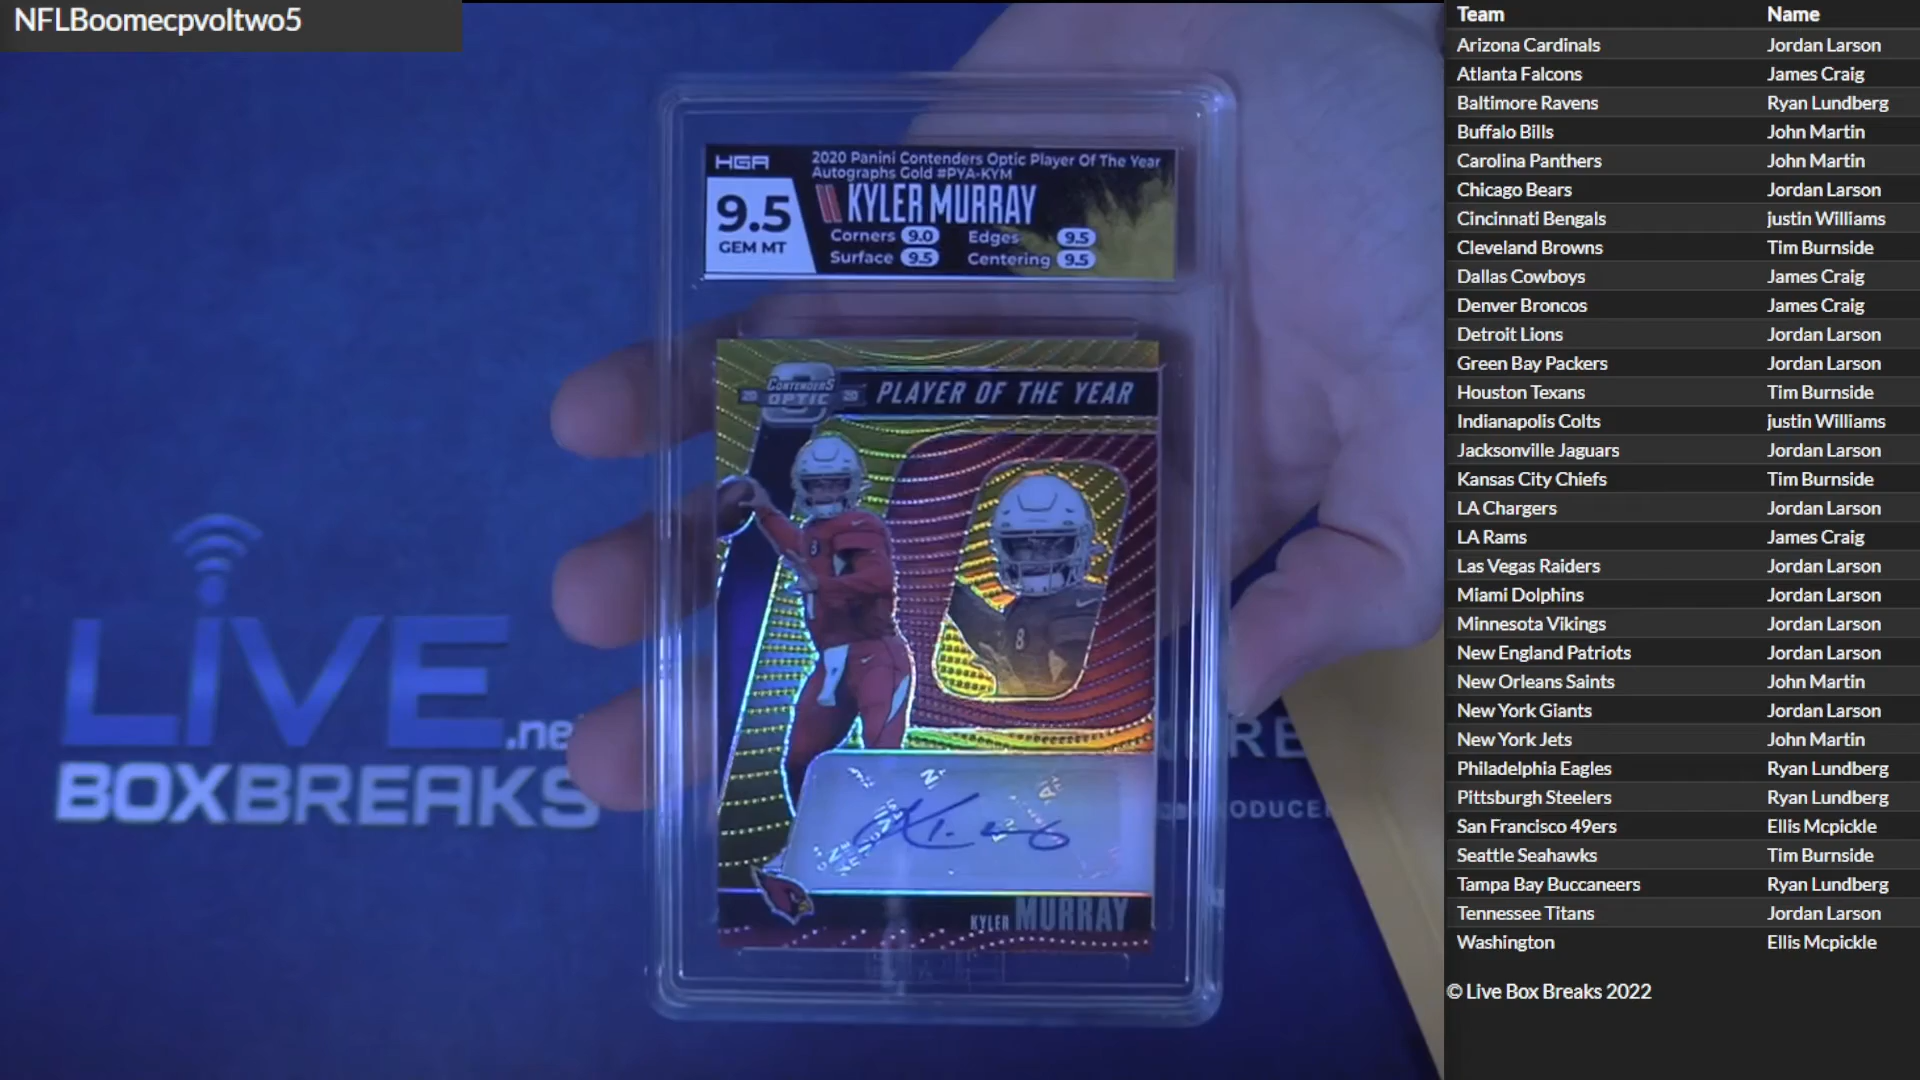 NFLBoomecpvoltwo5
HGA
2020 Panini Contenders Optic Player Of The Year
Autographs Gold #PYA-KYM
9.5
GEM MT
KYLER MURRAY
Corners 9.0 Edges 9.5
Surface 9.5 Centering 9.5
20 CONTENDERS OPTIC 20
PLAYER OF THE YEAR
8
8
KYLER MURRAY
LIVE.ne
BOXBREAKS
RE
ODUCE
Team Name
Arizona Cardinals Jordan Larson
Atlanta Falcons James Craig
Baltimore Ravens Ryan Lundberg
Buffalo Bills John Martin
Carolina Panthers John Martin
Chicago Bears Jordan Larson
Cincinnati Bengals justin Williams
Cleveland Browns Tim Burnside
Dallas Cowboys James Craig
Denver Broncos James Craig
Detroit Lions Jordan Larson
Green Bay Packers Jordan Larson
Houston Texans Tim Burnside
Indianapolis Colts justin Williams
Jacksonville Jaguars Jordan Larson
Kansas City Chiefs Tim Burnside
LA Chargers Jordan Larson
LA Rams James Craig
Las Vegas Raiders Jordan Larson
Miami Dolphins Jordan Larson
Minnesota Vikings Jordan Larson
New England Patriots Jordan Larson
New Orleans Saints John Martin
New York Giants Jordan Larson
New York Jets John Martin
Philadelphia Eagles Ryan Lundberg
Pittsburgh Steelers Ryan Lundberg
San Francisco 49ers Ellis Mcpickle
Seattle Seahawks Tim Burnside
Tampa Bay Buccaneers Ryan Lundberg
Tennessee Titans Jordan Larson
Washington Ellis Mcpickle
© Live Box Breaks 2022